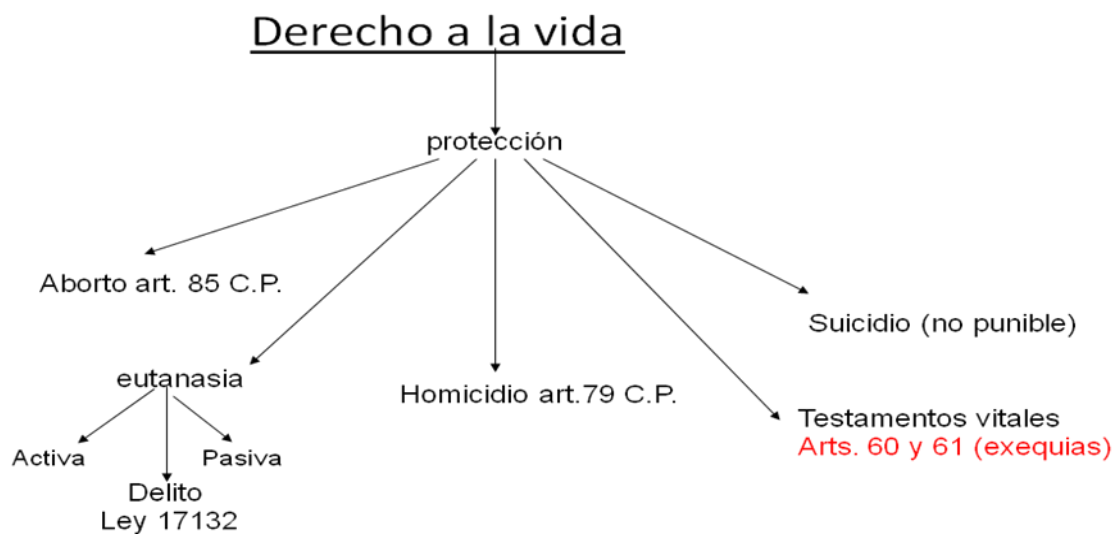 Derecho a la vida
protección
Aborto art. 85 C.P.
Suicidio (no punible)
eutanasia
Homicidio art.79 C.P.
Testamentos vitales
Arts. 60 y 61 (exequias)
Activa
Pasiva
Delito
Ley 17132